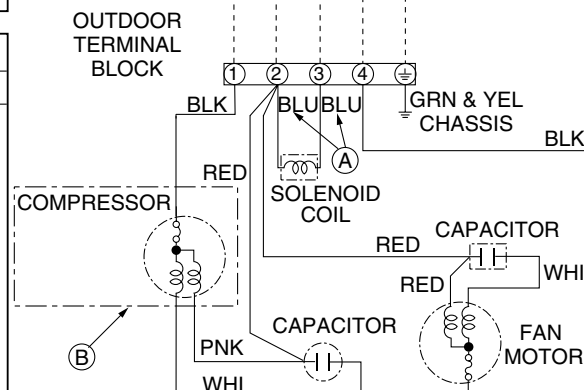 OUTDOOR
TERMINAL
BLOCK
1 2 3 4
BLK
BLU BLU
GRN & YEL
CHASSIS
BLK
A
RED
SOLENOID
COIL
COMPRESSOR
CAPACITOR
RED
WHI
RED
B
CAPACITOR
FAN
MOTOR
PNK
WHI